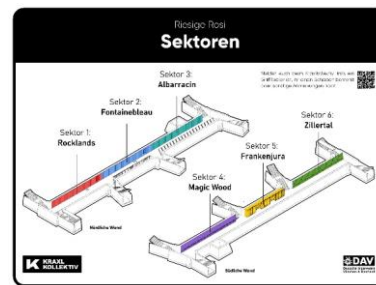 Riesige Rosi
Sektoren
Sektor 3:
Albarracin
Sektor 2:
Fontainebleau
Sektor 1:
Rocklands
Sektor 6:
Zillertal
Sektor 5:
Frankenjura
Sektor 4:
Magic Wood
Nördliche Wand
Südliche Wand
KRAXL
KOLLEKTIV
DAV